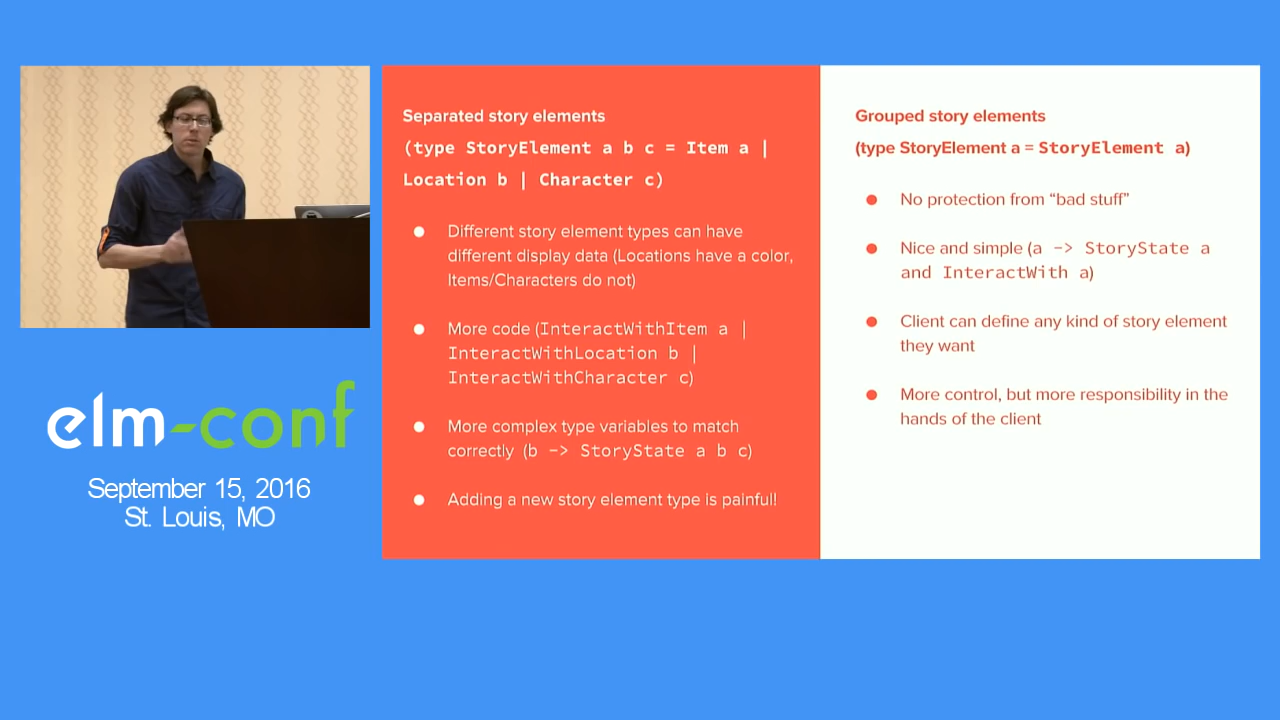 elm-conf
September 15, 2016
St. Louis, MO
Separated story elements
(type StoryElement a b c = Item a |
Location b | Character c)
● Different story element types can have
different display data (Locations have a color,
Items/Characters do not)
● More code (InteractWithItem a |
InteractWithLocation b |
InteractWithCharacter c)
● More complex type variables to match
correctly (b -> StoryState a b c)
● Adding a new story element type is painful!
Grouped story elements
(type StoryElement a = StoryElement a)
● No protection from “bad stuff”
● Nice and simple (a -> StoryState a
and InteractWith a)
● Client can define any kind of story element
they want
● More control, but more responsibility in the
hands of the client